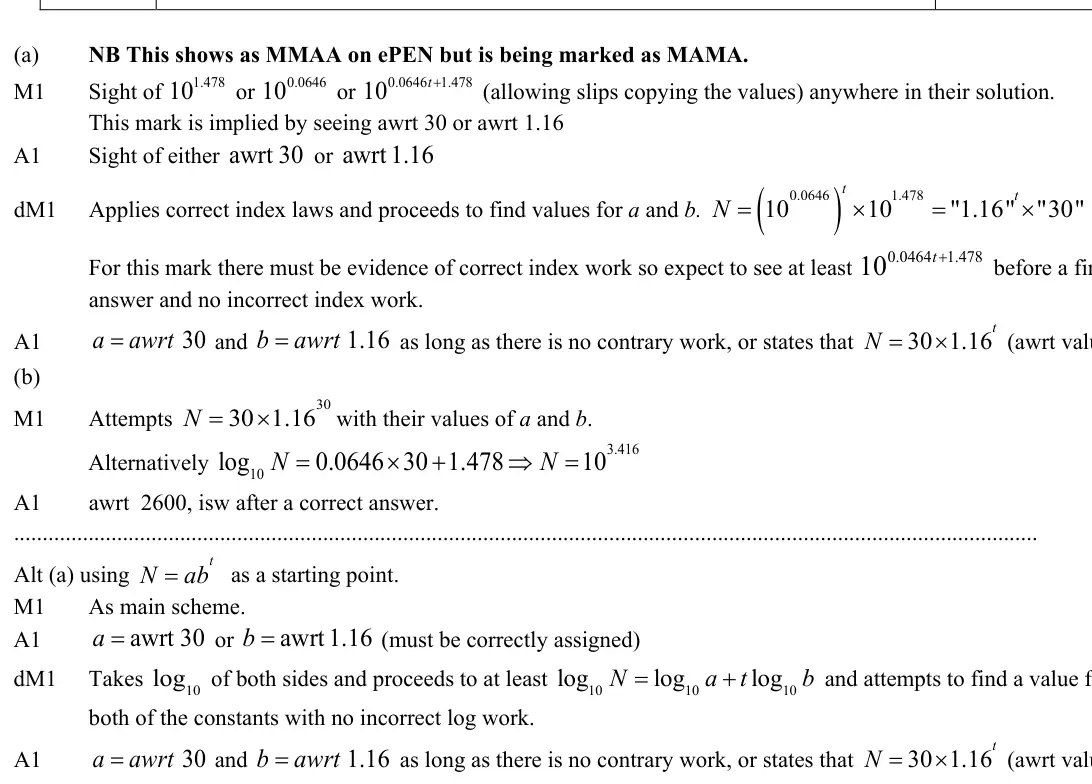 (a) NB This shows as MMAA on ePEN but is being marked as MAMA.
M1 Sight of 10^1.478 or 10^0.0646 or 10^0.0646t+1.478 (allowing slips copying the values) anywhere in their solution.
This mark is implied by seeing awrt 30 or awrt 1.16
A1 Sight of either awrt 30 or awrt 1.16
dM1 Applies correct index laws and proceeds to find values for a and b. N = (10^0.0646)^t × 10^1.478 = "1.16"^t × "30"
For this mark there must be evidence of correct index work so expect to see at least 10^0.0464t+1.478 before a
answer and no incorrect index work.
A1 a = awrt 30 and b = awrt 1.16 as long as there is no contrary work, or states that N = 30×1.16^t (awrt
(b)
M1 Attempts N = 30×1.16^30 with their values of a and b.
Alternatively log10 N = 0.0646×30+1.478 ⇒ N = 10^3.416
A1 awrt 2600, isw after a correct answer.
Alt (a) using N = ab^t as a starting point.
M1 As main scheme.
A1 a = awrt 30 or b = awrt 1.16 (must be correctly assigned)
dM1 Takes log10 of both sides and proceeds to at least log10 N = log10 a + t log10 b and attempts to find a value
both of the constants with no incorrect log work.
A1 a = awrt 30 and b = awrt 1.16 as long as there is no contrary work, or states that N = 30×1.16^t (awrt